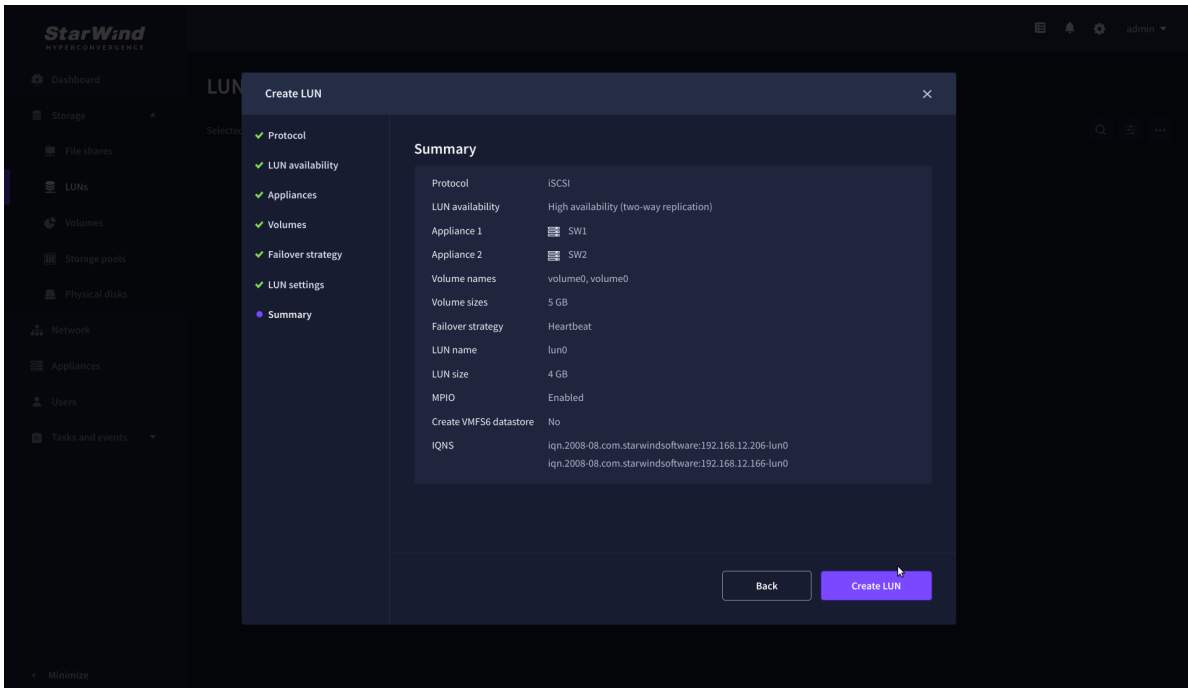 StarWind
HYPERCONVERGENCE
admin
Dashboard
Storage
File shares
LUNs
Volumes
Storage pools
Physical disks
Network
Appliances
Users
Tasks and events
Minimize
LUN
Selected
Create LUN
Protocol
LUN availability
Appliances
Volumes
Failover strategy
LUN settings
Summary
Summary
Protocol iSCSI
LUN availability High availability (two-way replication)
Appliance 1 SW1
Appliance 2 SW2
Volume names volume0, volume0
Volume sizes 5 GB
Failover strategy Heartbeat
LUN name lun0
LUN size 4 GB
MPIO Enabled
Create VMFS6 datastore No
IQNS iqn.2008-08.com.starwindsoftware:192.168.12.206-lun0
iqn.2008-08.com.starwindsoftware:192.168.12.166-lun0
Back
Create LUN